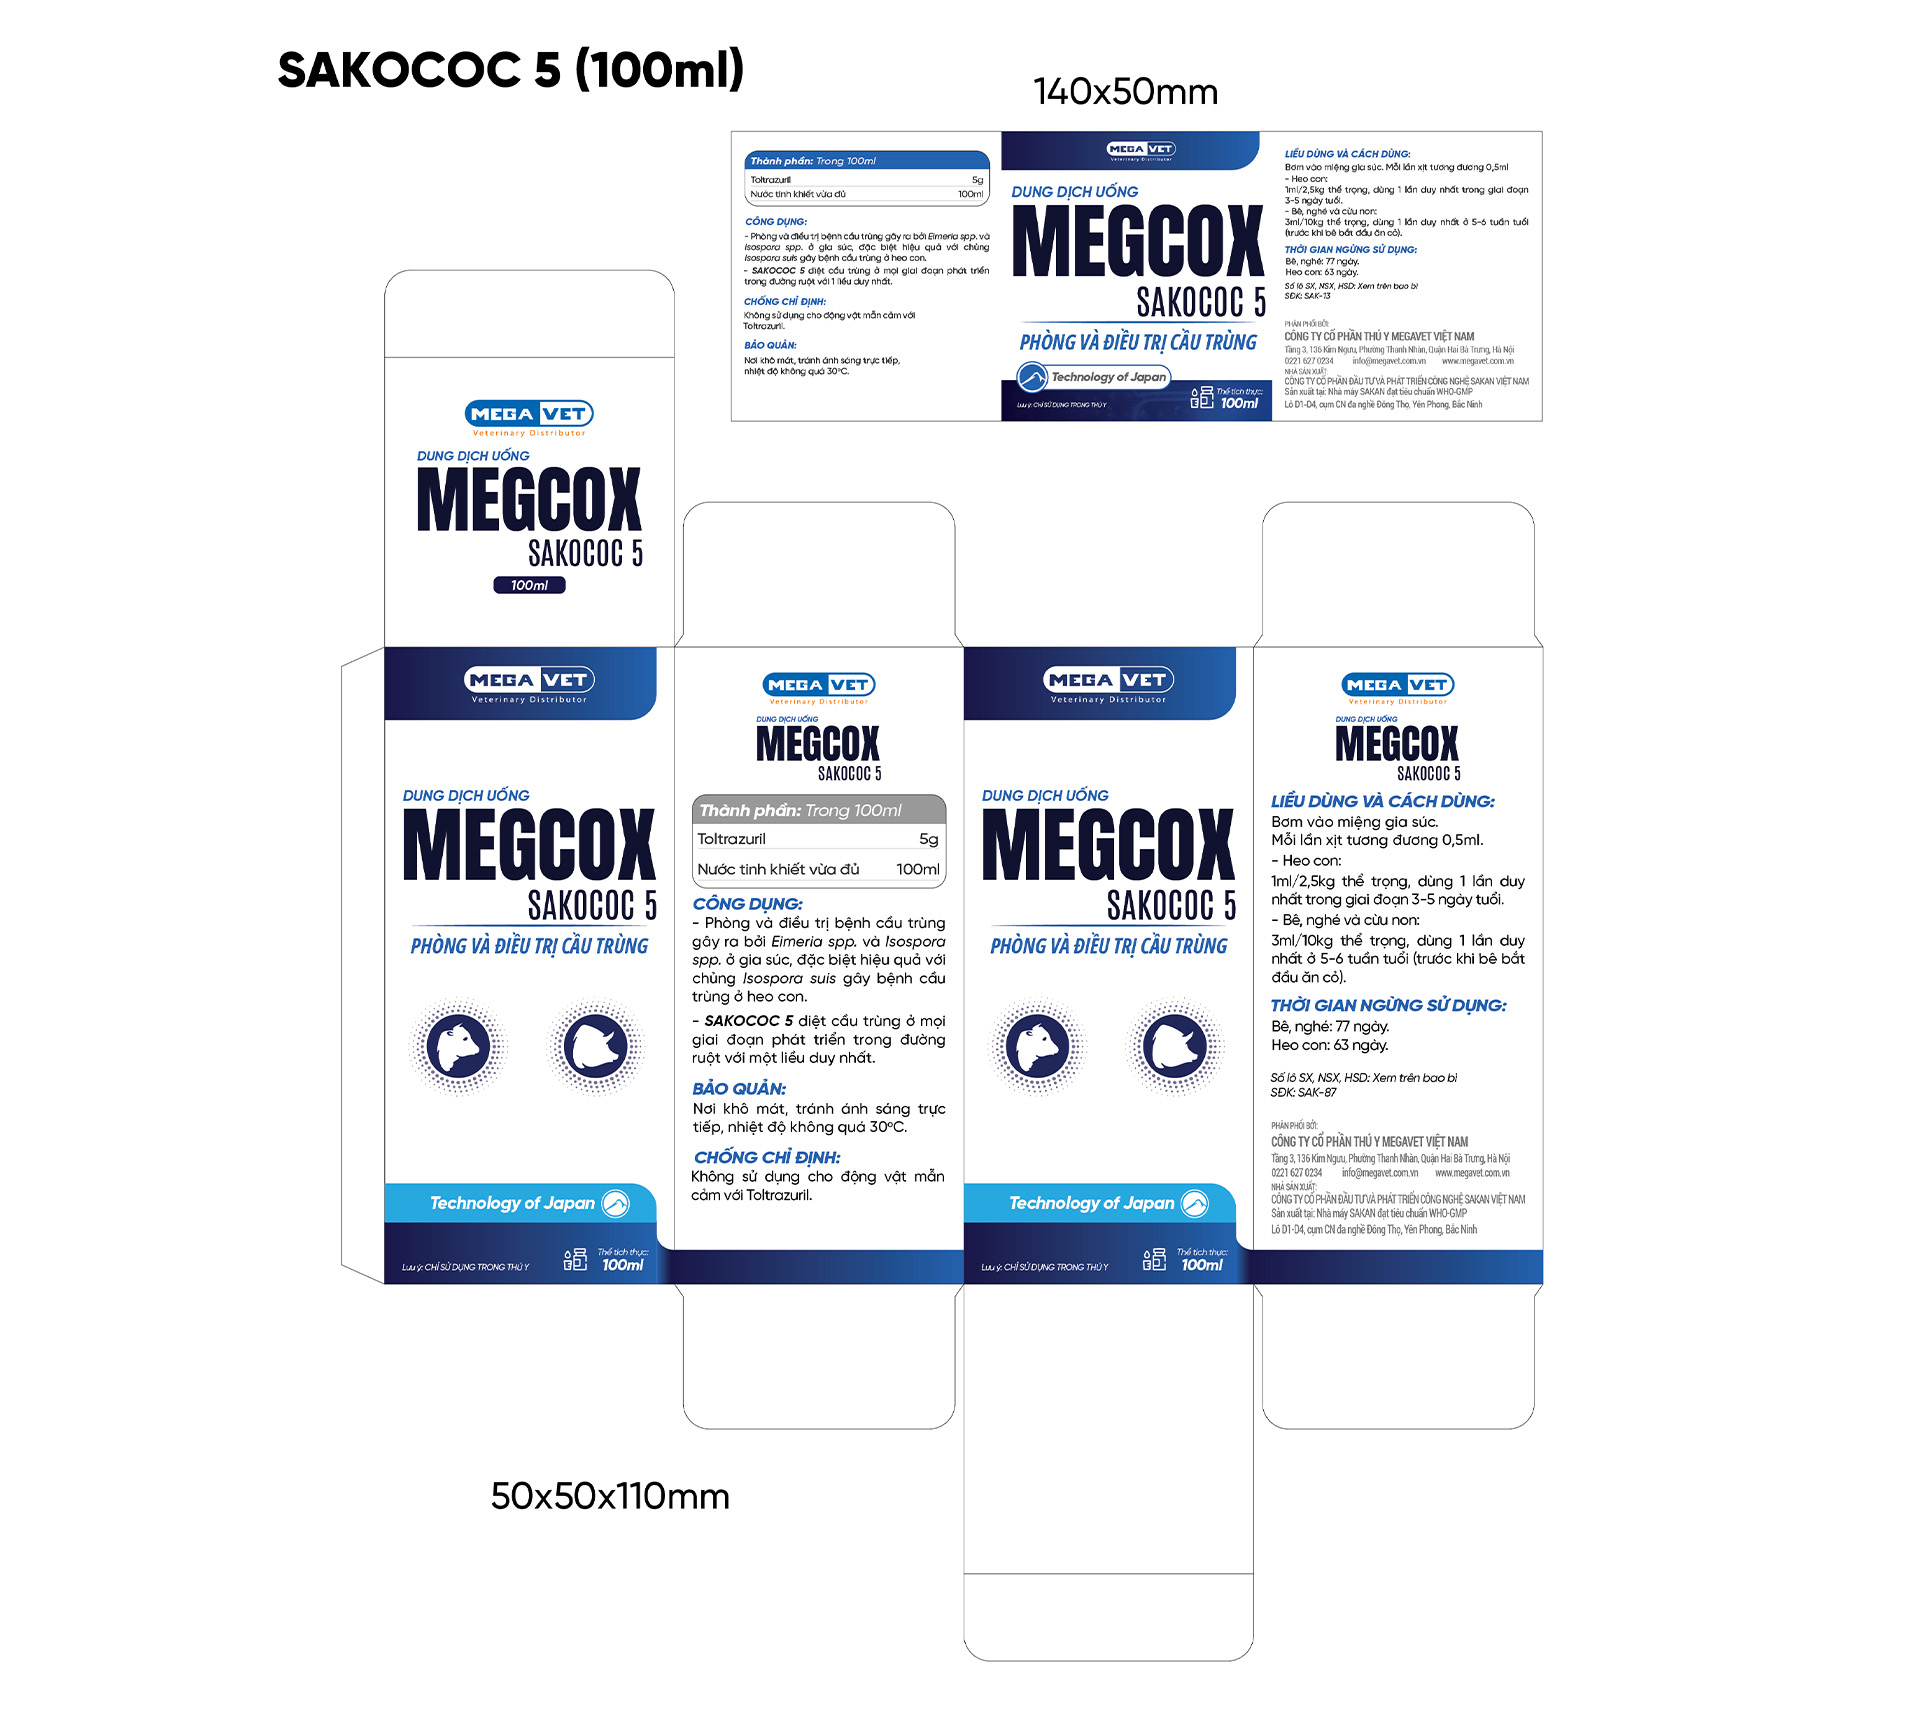 SAKOCOC 5 (100ml)
140x50mm
Thành phần: Trong 100ml
Toltrazuril 5g
Nước tinh khiết vừa đủ 100ml
CÔNG DỤNG:
- Phòng và điều trị bệnh cầu trùng gây ra bởi Eimeria spp. và
Isospora spp. ở gia súc, đặc biệt hiệu quả với chủng
Isospora suis gây bệnh cầu trùng ở heo con.
- SAKOCOC 5 diệt cầu trùng ở mọi giai đoạn phát triển
trong đường ruột với 1 liều duy nhất.
CHỐNG CHỈ ĐỊNH:
Không sử dụng cho động vật mẫn cảm với
Toltrazuril.
BẢO QUẢN:
Nơi khô mát, tránh ánh sáng trực tiếp,
nhiệt độ không quá 30°C.
MEGA VET
Veterinary Distributor
DUNG DỊCH UỐNG
MEGCOX
SAKOCOC 5
PHÒNG VÀ ĐIỀU TRỊ CẦU TRÙNG
Technology of Japan
Lưu ý: CHỈ SỬ DỤNG TRONG THÚ Y
Thể tích thực:
100ml
LIỀU DÙNG VÀ CÁCH DÙNG:
Bơm vào miệng gia súc. Mỗi lần xịt tương đương 0,5ml
- Heo con:
1ml/2,5kg thể trọng, dùng 1 lần duy nhất trong giai đoạn
3-5 ngày tuổi.
- Bê, nghé và cừu non:
3ml/10kg thể trọng, dùng 1 lần duy nhất ở 5-6 tuần tuổi
(trước khi bê bắt đầu ăn cỏ).
THỜI GIAN NGỪNG SỬ DỤNG:
Bê, nghé: 77 ngày.
Heo con: 63 ngày.
Số lô SX, NSX, HSD: Xem trên bao bì
SĐK: SAK-13
PHÂN PHỐI BỞI:
CÔNG TY CỔ PHẦN THÚ Y MEGAVET VIỆT NAM
Tầng 3, 136 Kim Ngưu, Phường Thanh Nhàn, Quận Hai Bà Trưng, Hà Nội
0221 627 0234 info@megavet.com.vn www.megavet.com.vn
NHÀ SẢN XUẤT:
CÔNG TY CỔ PHẦN ĐẦU TƯ VÀ PHÁT TRIỂN CÔNG NGHỆ SAKAN VIỆT NAM
Sản xuất tại: Nhà máy SAKAN đạt tiêu chuẩn WHO-GMP
Lô D1-D4, cụm CN đa nghề Đông Thọ, Yên Phong, Bắc Ninh
MEGA VET
Veterinary Distributor
DUNG DỊCH UỐNG
MEGCOX
SAKOCOC 5
100ml
MEGA VET
Veterinary Distributor
DUNG DỊCH UỐNG
MEGCOX
SAKOCOC 5
PHÒNG VÀ ĐIỀU TRỊ CẦU TRÙNG
Technology of Japan
Lưu ý: CHỈ SỬ DỤNG TRONG THÚ Y
Thể tích thực:
100ml
MEGA VET
Veterinary Distributor
DUNG DỊCH UỐNG
MEGCOX
SAKOCOC 5
Thành phần: Trong 100ml
Toltrazuril 5g
Nước tinh khiết vừa đủ 100ml
CÔNG DỤNG:
- Phòng và điều trị bệnh cầu trùng
gây ra bởi Eimeria spp. và Isospora
spp. ở gia súc, đặc biệt hiệu quả với
chủng Isospora suis gây bệnh cầu
trùng ở heo con.
- SAKOCOC 5 diệt cầu trùng ở mọi
giai đoạn phát triển trong đường
ruột với một liều duy nhất.
BẢO QUẢN:
Nơi khô mát, tránh ánh sáng trực
tiếp, nhiệt độ không quá 30°C.
CHỐNG CHỈ ĐỊNH:
Không sử dụng cho động vật mẫn
cảm với Toltrazuril.
MEGA VET
Veterinary Distributor
DUNG DỊCH UỐNG
MEGCOX
SAKOCOC 5
PHÒNG VÀ ĐIỀU TRỊ CẦU TRÙNG
Technology of Japan
Lưu ý: CHỈ SỬ DỤNG TRONG THÚ Y
Thể tích thực:
100ml
MEGA VET
Veterinary Distributor
DUNG DỊCH UỐNG
MEGCOX
SAKOCOC 5
LIỀU DÙNG VÀ CÁCH DÙNG:
Bơm vào miệng gia súc.
Mỗi lần xịt tương đương 0,5ml.
- Heo con:
1ml/2,5kg thể trọng, dùng 1 lần duy
nhất trong giai đoạn 3-5 ngày tuổi.
- Bê, nghé và cừu non:
3ml/10kg thể trọng, dùng 1 lần duy
nhất ở 5-6 tuần tuổi (trước khi bê bắt
đầu ăn cỏ).
THỜI GIAN NGỪNG SỬ DỤNG:
Bê, nghé: 77 ngày.
Heo con: 63 ngày.
Số lô SX, NSX, HSD: Xem trên bao bì
SĐK: SAK-87
PHÂN PHỐI BỞI:
CÔNG TY CỔ PHẦN THÚ Y MEGAVET VIỆT NAM
Tầng 3, 136 Kim Ngưu, Phường Thanh Nhàn, Quận Hai Bà Trưng, Hà Nội
0221 627 0234 info@megavet.com.vn www.megavet.com.vn
NHÀ SẢN XUẤT:
CÔNG TY CỔ PHẦN ĐẦU TƯ VÀ PHÁT TRIỂN CÔNG NGHỆ SAKAN VIỆT NAM
Sản xuất tại: Nhà máy SAKAN đạt tiêu chuẩn WHO-GMP
Lô D1-D4, cụm CN đa nghề Đông Thọ, Yên Phong, Bắc Ninh
50x50x110mm